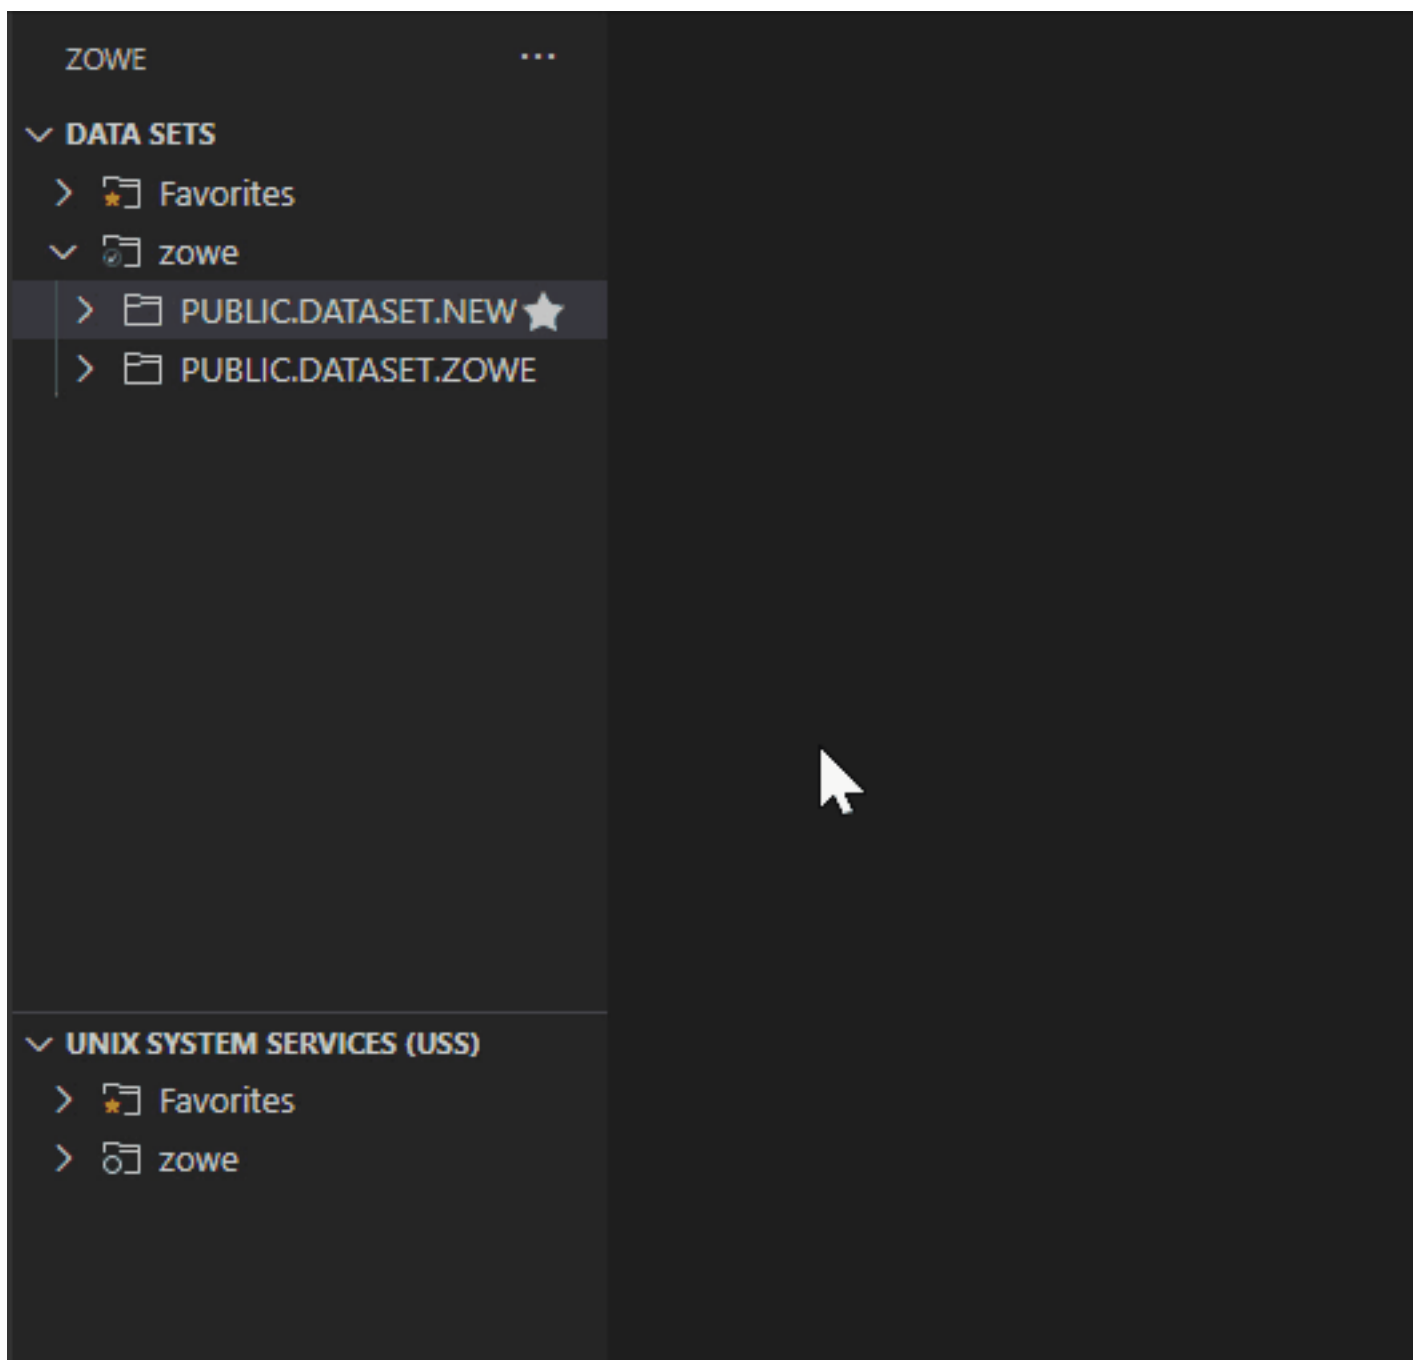 ZOWE
DATA SETS
Favorites
zowe
PUBLIC.DATASET.NEW
PUBLIC.DATASET.ZOWE
UNIX SYSTEM SERVICES (USS)
Favorites
zowe